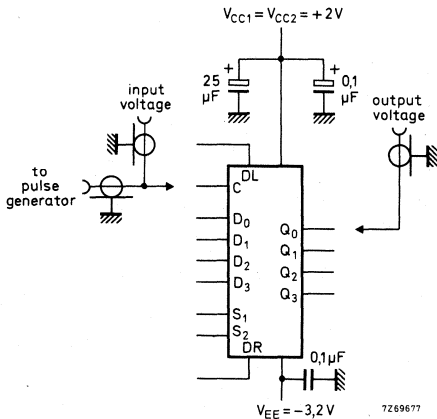 VCC1 = VCC2 = +2V
+
25
µF
+
0,1
µF
input
voltage
output
voltage
to
pulse
generator
DL
C
D0
D1
D2
D3
S1
S2
DR
Q0
Q1
Q2
Q3
0,1µF
VEE = −3,2V
7Z69677